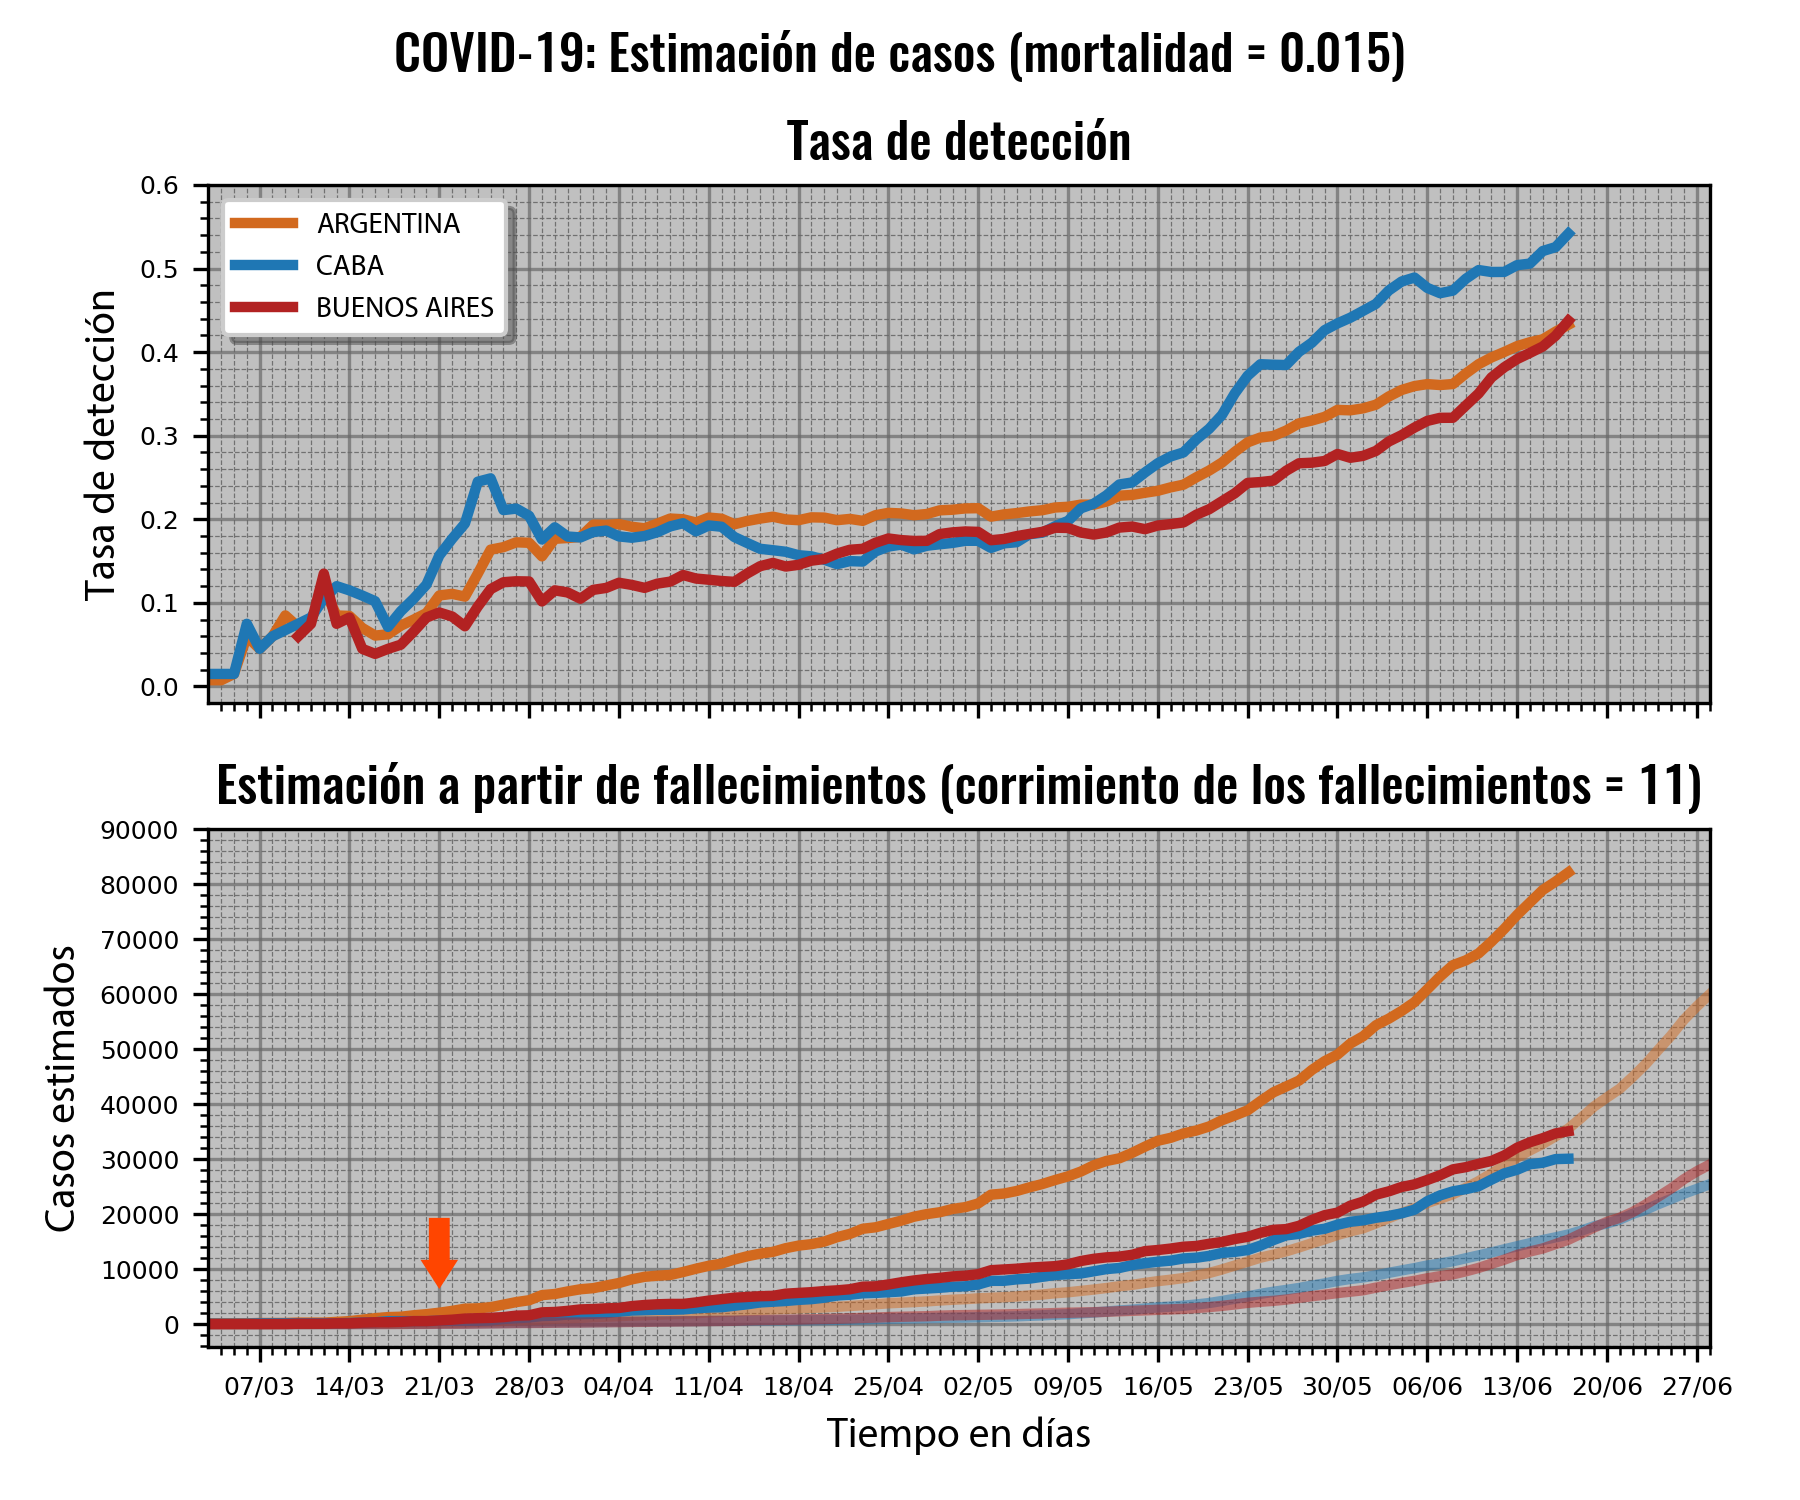 COVID-19: Estimación de casos (mortalidad = 0.015)
Tasa de detección
Tasa de detección
0.6
0.5
0.4
0.3
0.2
0.1
0.0
ARGENTINA
CABA
BUENOS AIRES
Estimación a partir de fallecimientos (corrimiento de los fallecimientos = 11)
Casos estimados
90000
80000
70000
60000
50000
40000
30000
20000
10000
0
07/03 14/03 21/03 28/03 04/04 11/04 18/04 25/04 02/05 09/05 16/05 23/05 30/05 06/06 13/06 20/06 27/06
Tiempo en días